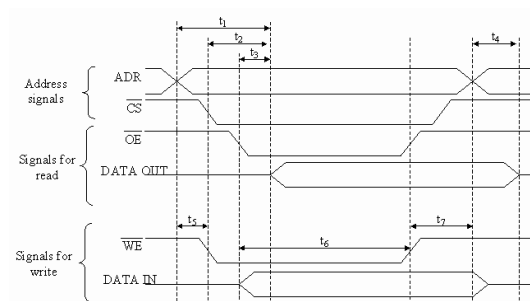 t1
t2
t4
t3
Address signals
ADR
CS
Signals for read
OE
DATA OUT
t5
t7
t6
Signals for write
WE
DATA IN